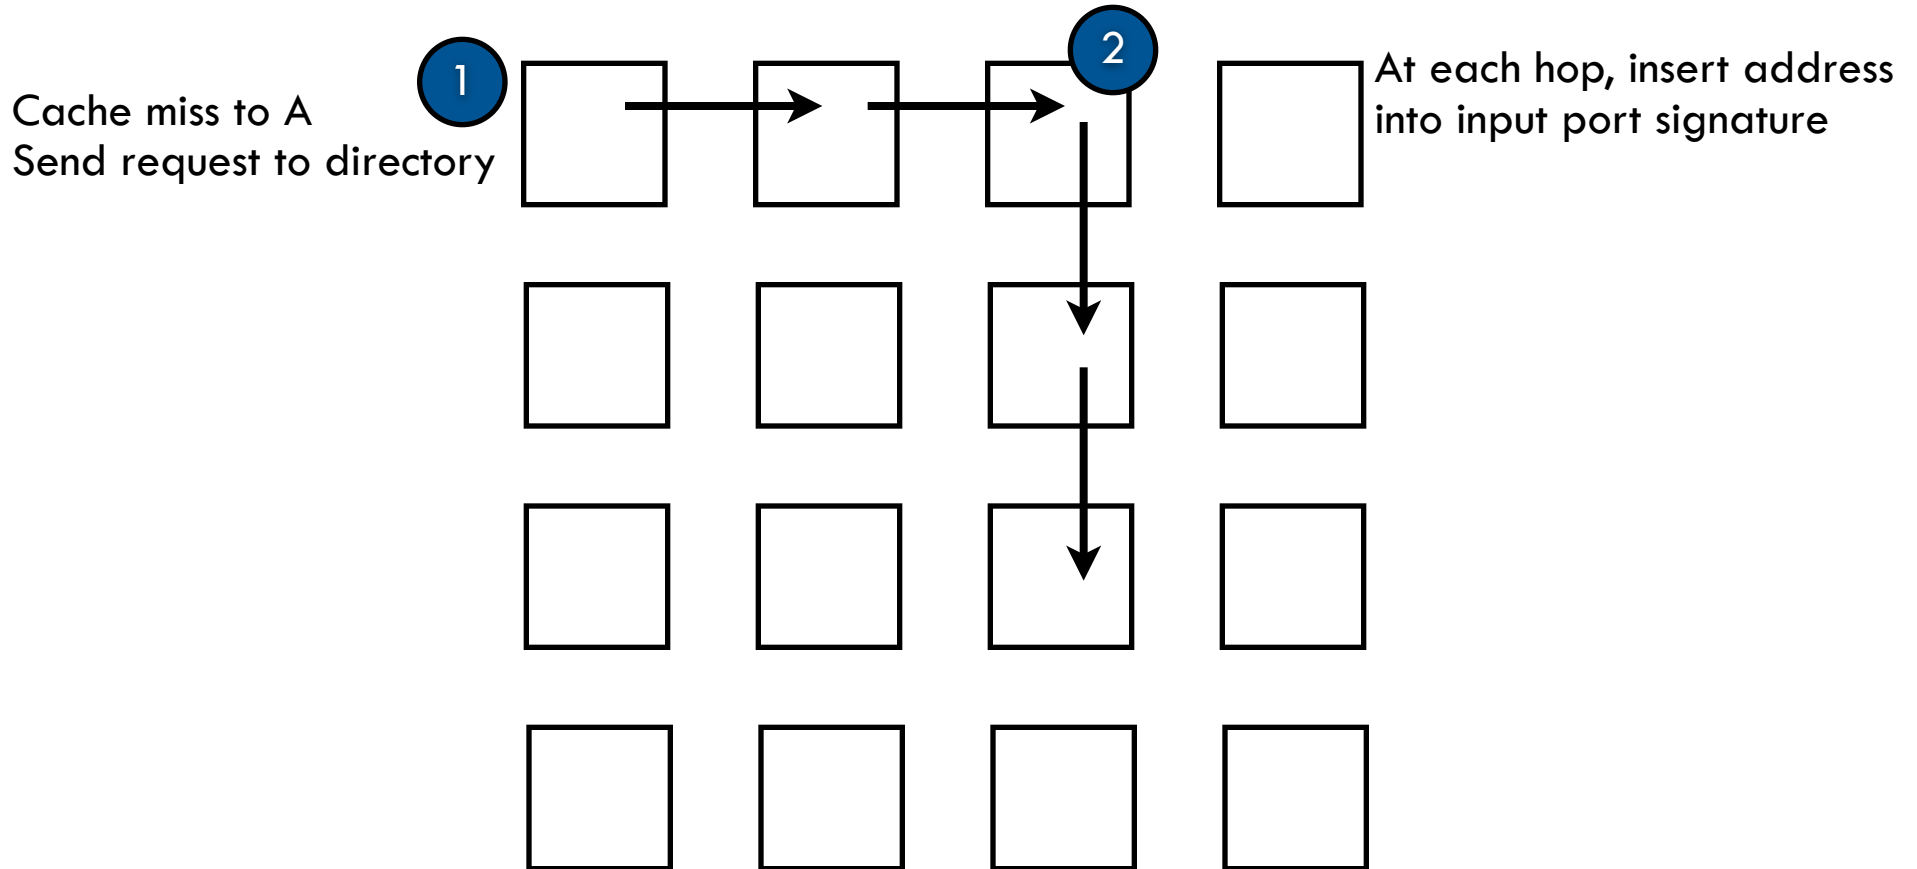 1
Cache miss to A
Send request to directory
2
At each hop, insert address
into input port signature